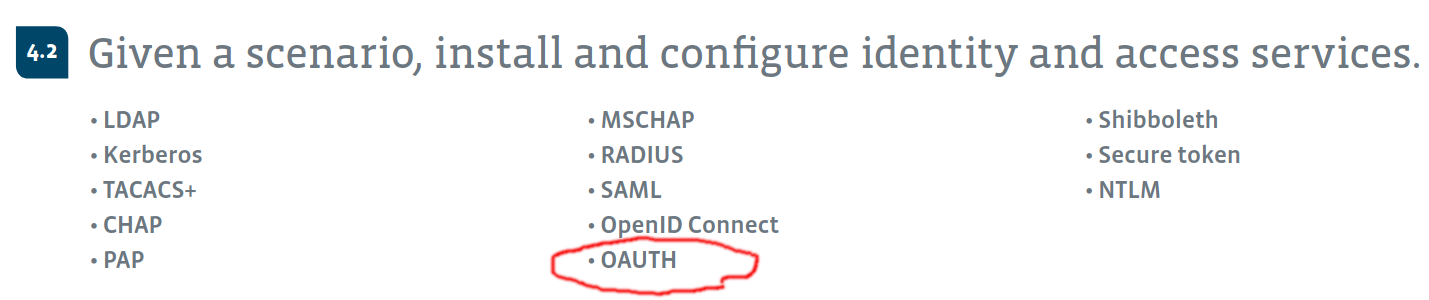 4.2 Given a scenario, install and configure identity and access services.
• LDAP
• Kerberos
• TACACS+
• CHAP
• PAP
• MSCHAP
• RADIUS
• SAML
• OpenID Connect
• OAUTH
• Shibboleth
• Secure token
• NTLM